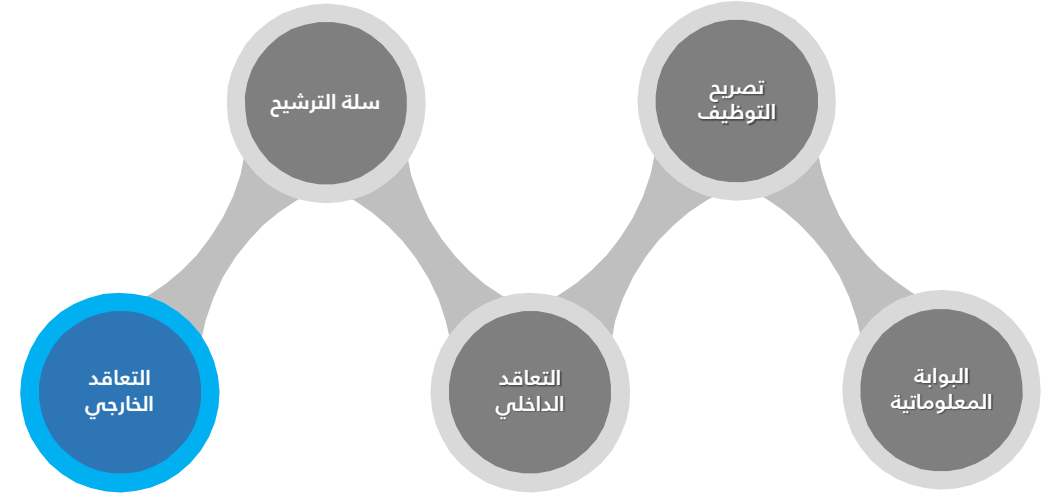 تصريح
التوظيف
سلة الترشيح
البوابة
المعلوماتية
التعاقد
الداخلي
التعاقد
الخارجي